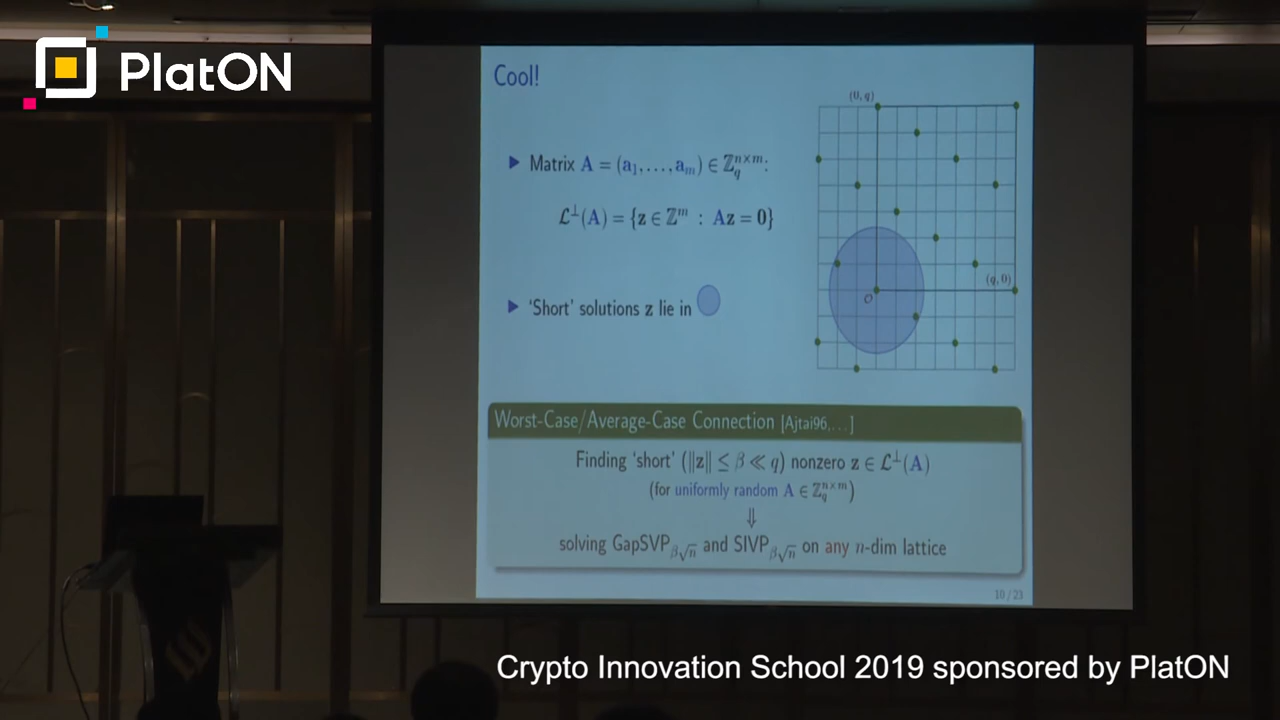 PlatON
Cool!
(0, q)
▶ Matrix A = (a₁, . . . , aₘ) ∈ ℤ_q^{n×m}:
ℒ^⊥(A) = {z ∈ ℤ^m : Az = 0}
(q, 0)
O
▶ ‘Short’ solutions z lie in
Worst-Case/Average-Case Connection [Ajtai96,...]
Finding ‘short’ (‖z‖ ≤ β ≪ q) nonzero z ∈ ℒ^⊥(A)
(for uniformly random A ∈ ℤ_q^{n×m})
⇓
solving GapSVP_{β√n} and SIVP_{β√n} on any n-dim lattice
10 / 23
Crypto Innovation School 2019 sponsored by PlatON